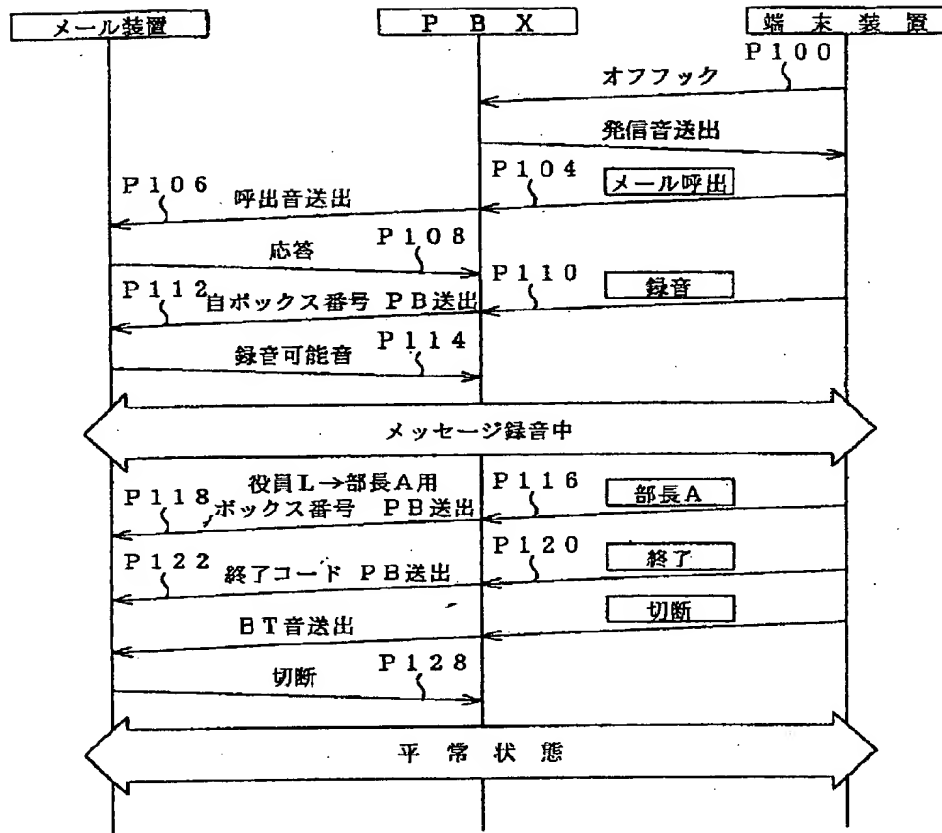 メール装置
PBX
端末装置
P100
オフフック
発信音送出
P104
メール呼出
P106
呼出音送出
P108
応答
P110
録音
P112
自ボックス番号 PB送出
P114
録音可能音
メッセージ録音中
役員L→部長A用
P116
部長A
P118
ボックス番号 PB送出
P120
終了
P122
終了コード PB送出
切断
BT音送出
P128
切断
平常状態